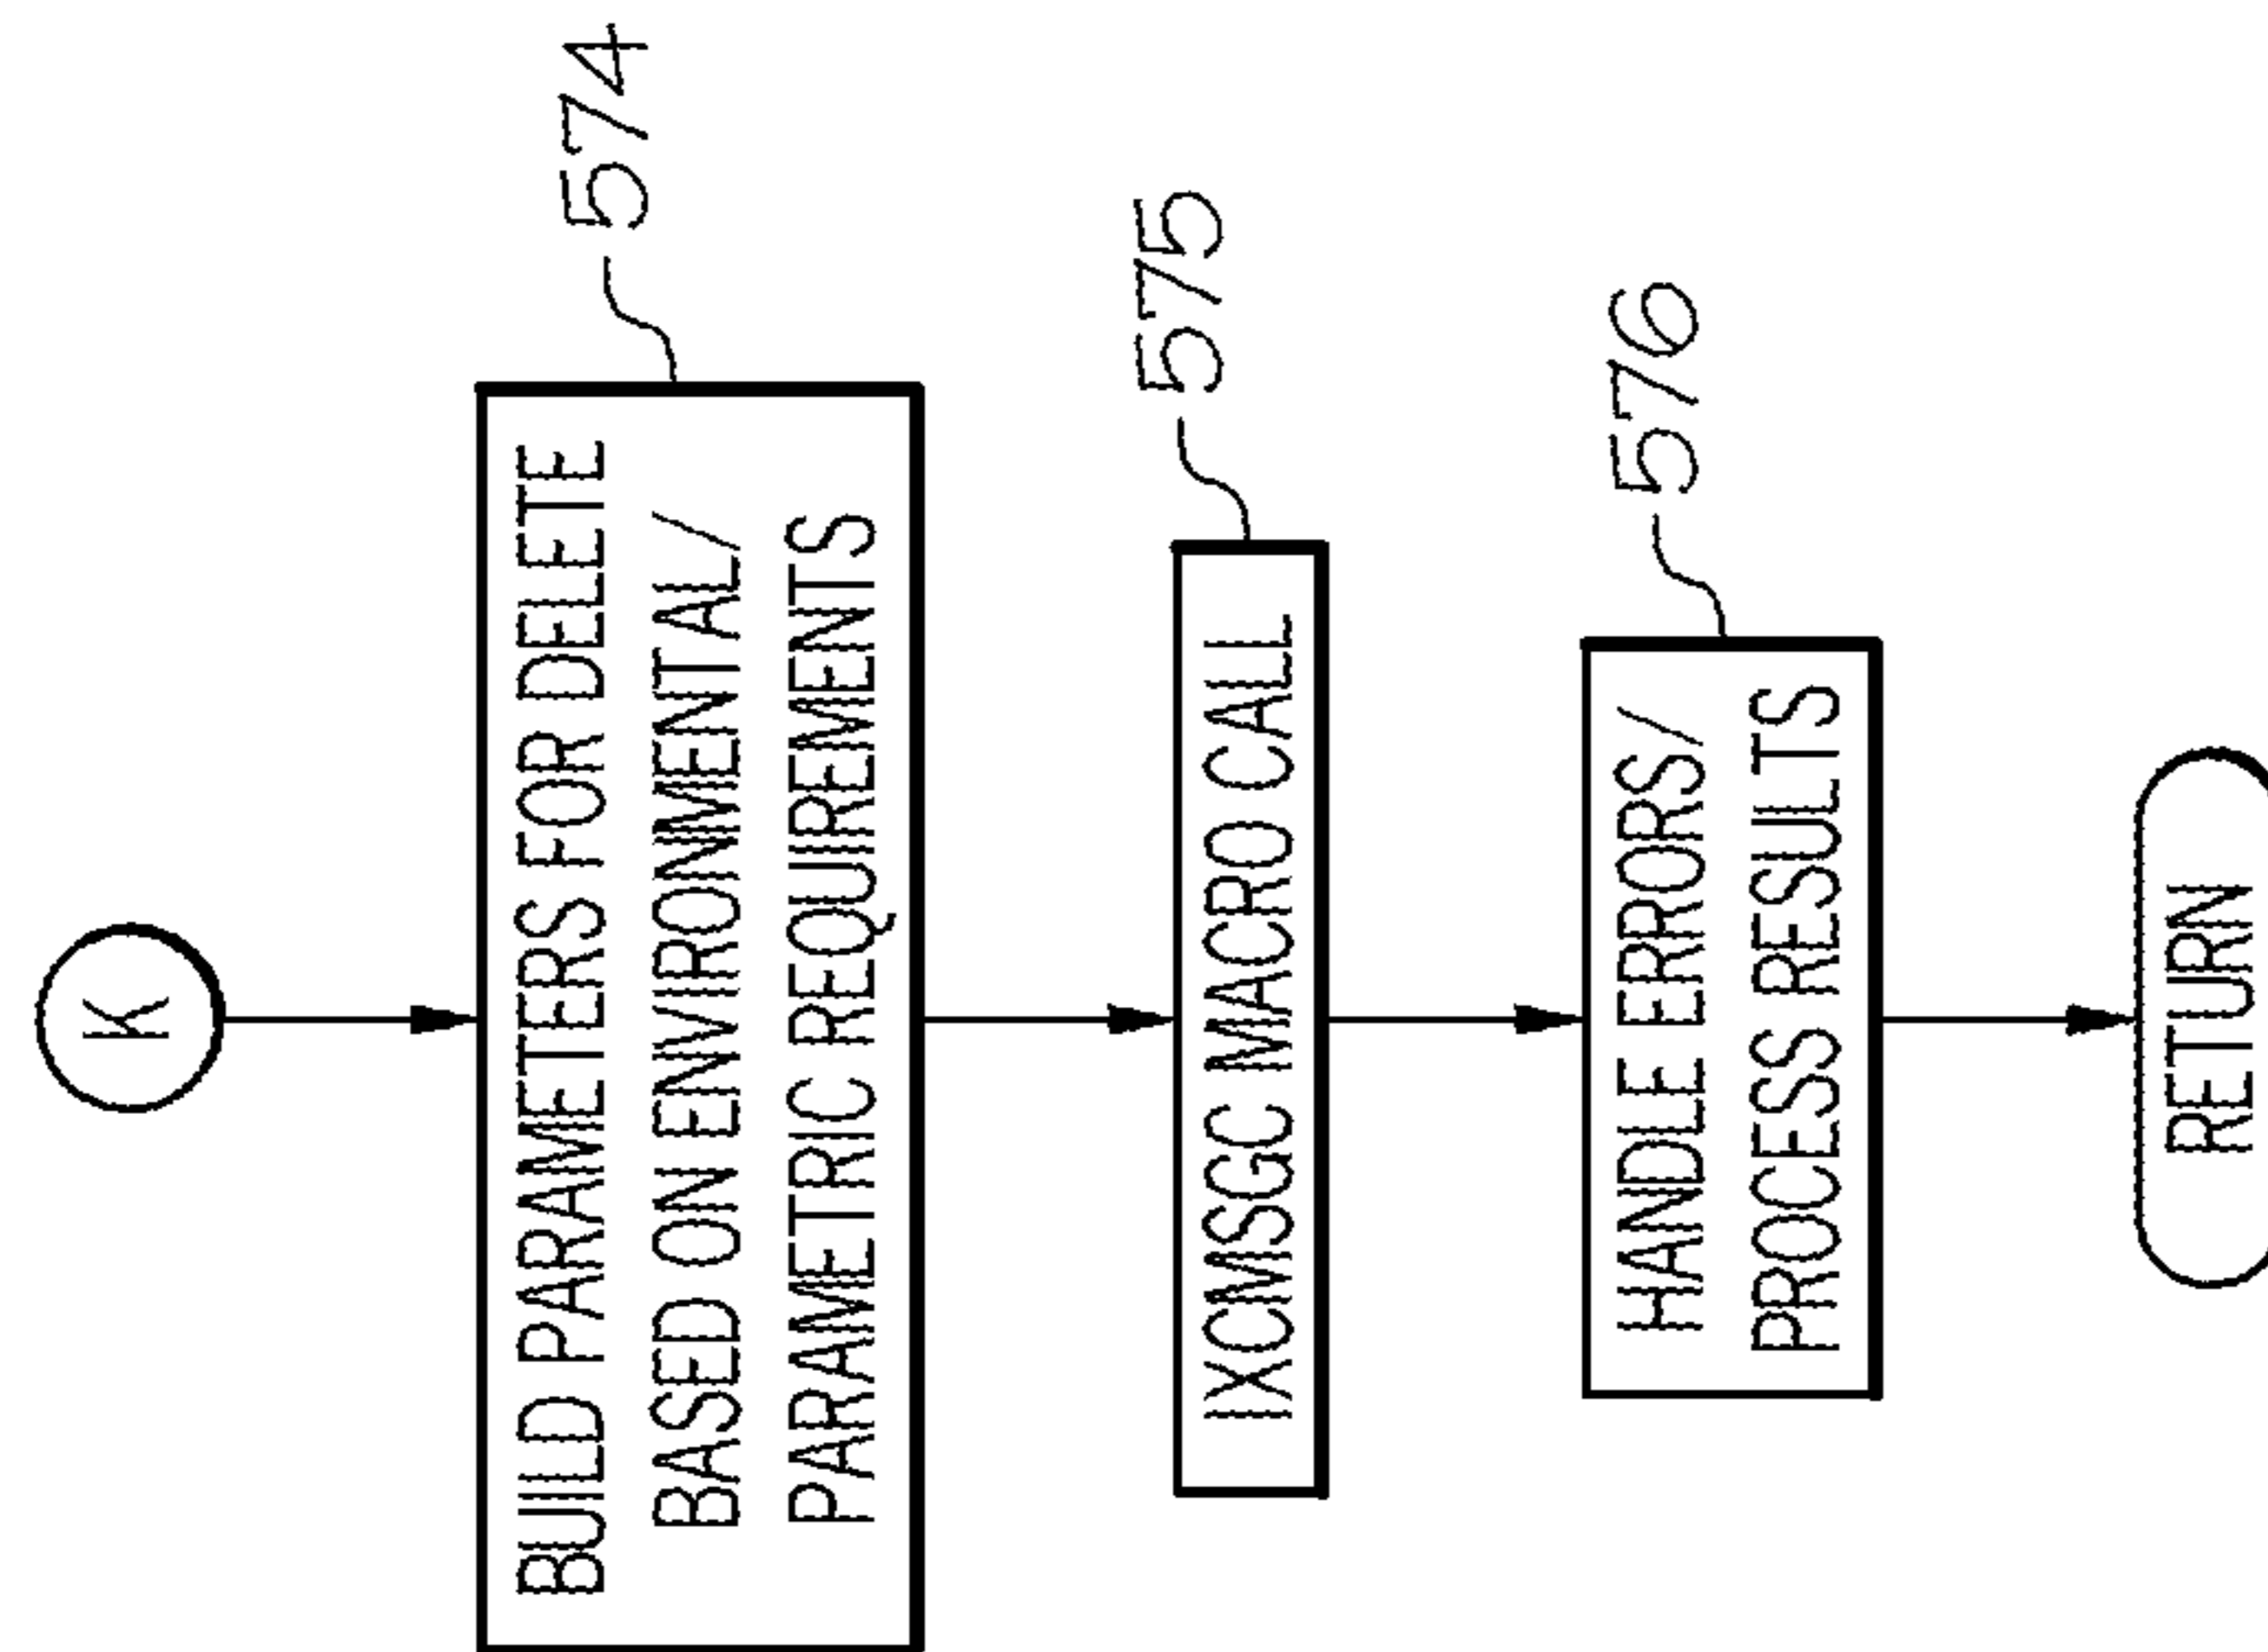 K
574
BUILD PARAMETERS FOR DELETE
BASED ON ENVIRONMENTAL/
PARAMETRIC REQUIREMENTS
575
IXCMSGC MACRO CALL
576
HANDLE ERRORS/
PROCESS RESULTS
RETURN